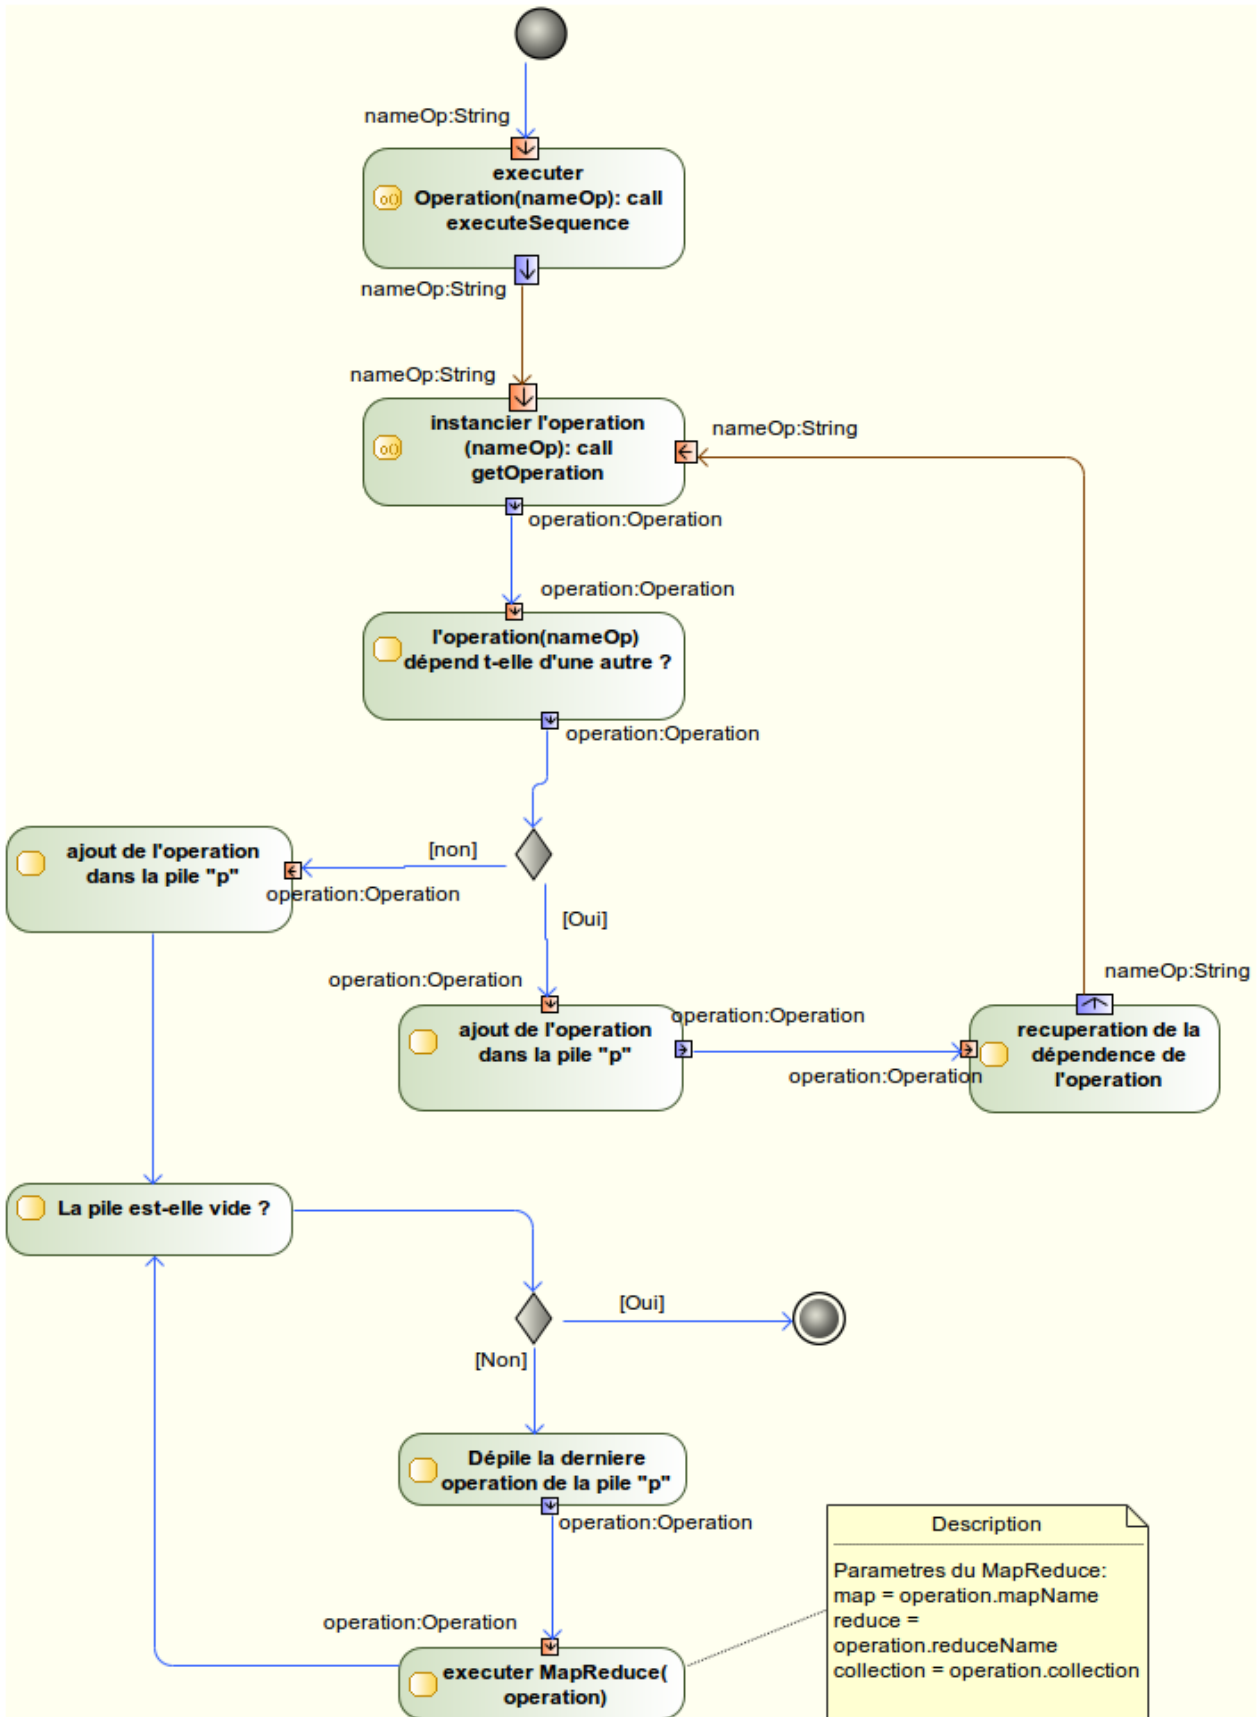 nameOp:String
executer
Operation(nameOp): call
executeSequence
nameOp:String
nameOp:String
instancier l'operation
(nameOp): call
getOperation
nameOp:String
operation:Operation
operation:Operation
l'operation(nameOp)
dépend t-elle d'une autre ?
operation:Operation
ajout de l'operation
dans la pile "p"
[non]
operation:Operation
[Oui]
operation:Operation
ajout de l'operation
dans la pile "p"
operation:Operation
operation:Operation
nameOp:String
recuperation de la
dépendence de
l'operation
La pile est-elle vide ?
[Oui]
[Non]
Dépile la derniere
operation de la pile "p"
operation:Operation
operation:Operation
executer MapReduce(
operation)
Description
Parametres du MapReduce:
map = operation.mapName
reduce =
operation.reduceName
collection = operation.collection